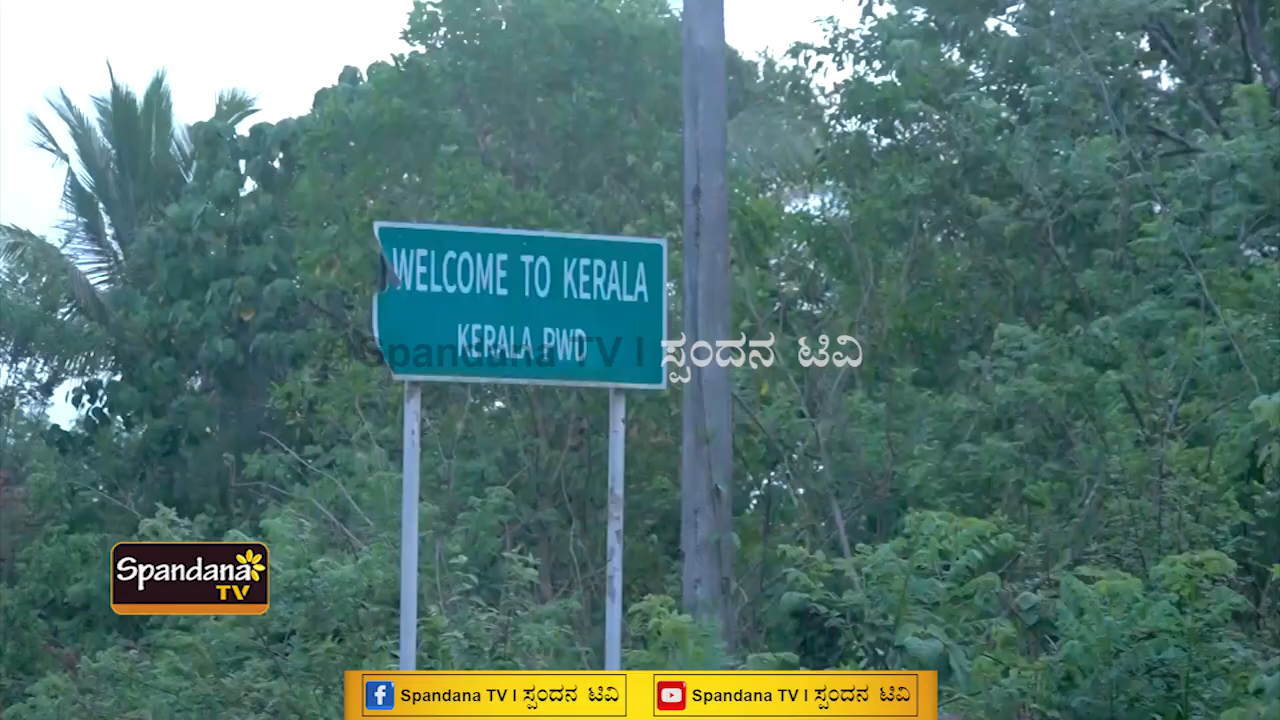 WELCOME TO KERALA
KERALA PWD
Spandana TV | ಸ್ಪಂದನ ಟಿವಿ
Spandana
TV
Spandana TV | ಸ್ಪಂದನ ಟಿವಿ
Spandana TV | ಸ್ಪಂದನ ಟಿವಿ